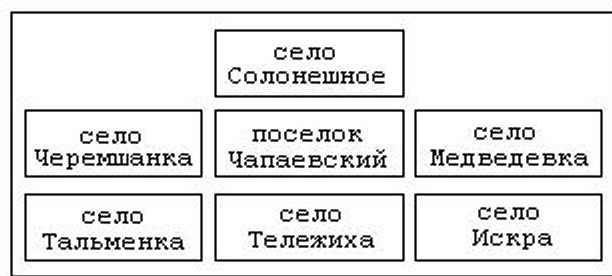 село
Солонешное
село
Черемшанка
поселок
Чапаевский
село
Медведевка
село
Тальменка
село
Тележиха
село
Искра